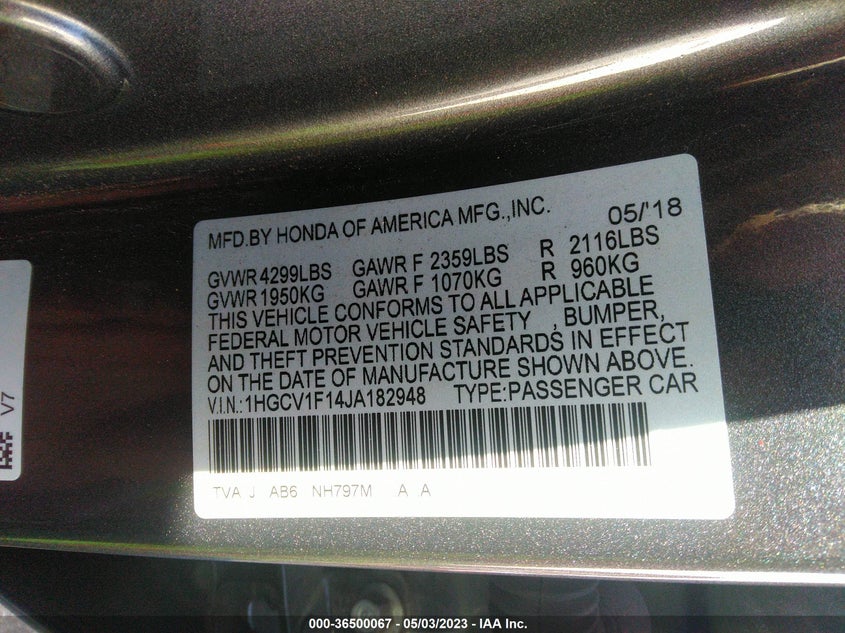 MFD.BY HONDA OF AMERICA MFG.,INC. 05/'18
GVWR 4299LBS GAWR F 2359LBS R 2116LBS
GVWR 1950KG GAWR F 1070KG R 960KG
THIS VEHICLE CONFORMS TO ALL APPLICABLE
FEDERAL MOTOR VEHICLE SAFETY , BUMPER,
AND THEFT PREVENTION STANDARDS IN EFFECT
ON THE DATE OF MANUFACTURE SHOWN ABOVE.
V.I.N.:1HGCV1F14JA182948 TYPE:PASSENGER CAR
TVA J AB6 NH797M A A
V7
000-36500067 - 05/03/2023 - IAA Inc.